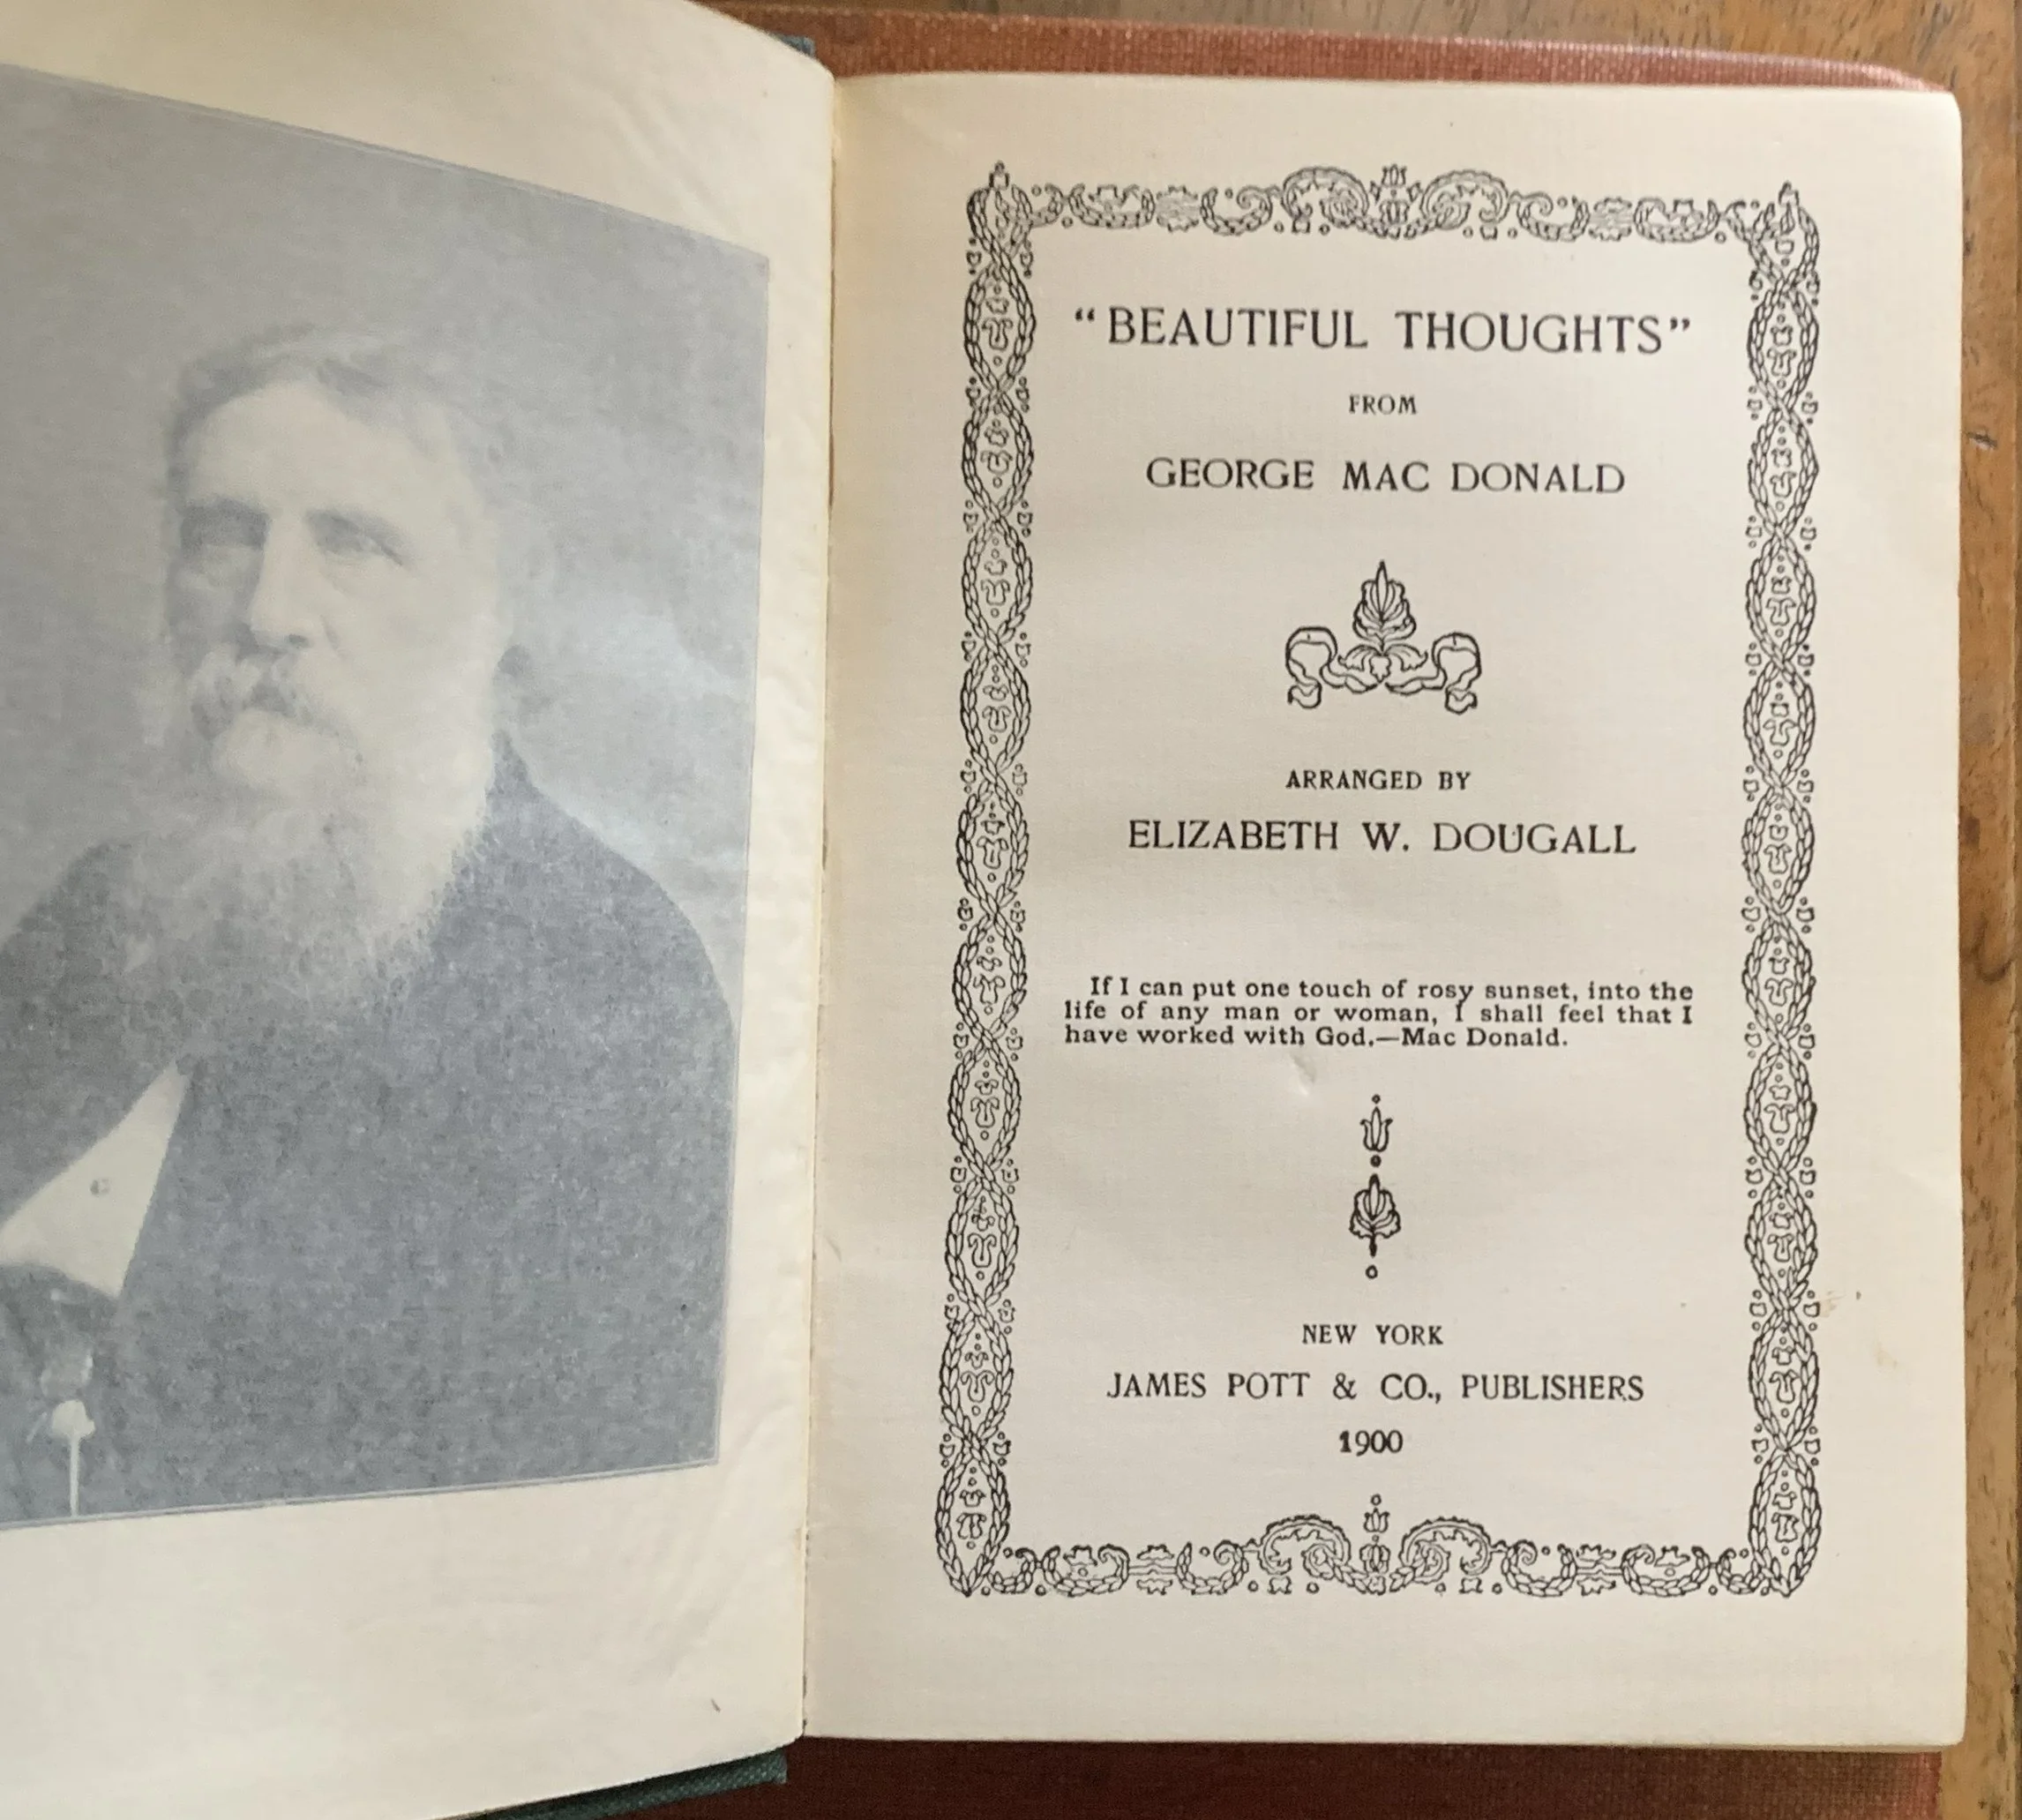 “BEAUTIFUL THOUGHTS”
FROM
GEORGE MAC DONALD
ARRANGED BY
ELIZABETH W. DOUGALL
If I can put one touch of rosy sunset, into the
life of any man or woman, I shall feel that I
have worked with God.—Mac Donald.
NEW YORK
JAMES POTT & CO., PUBLISHERS
1900